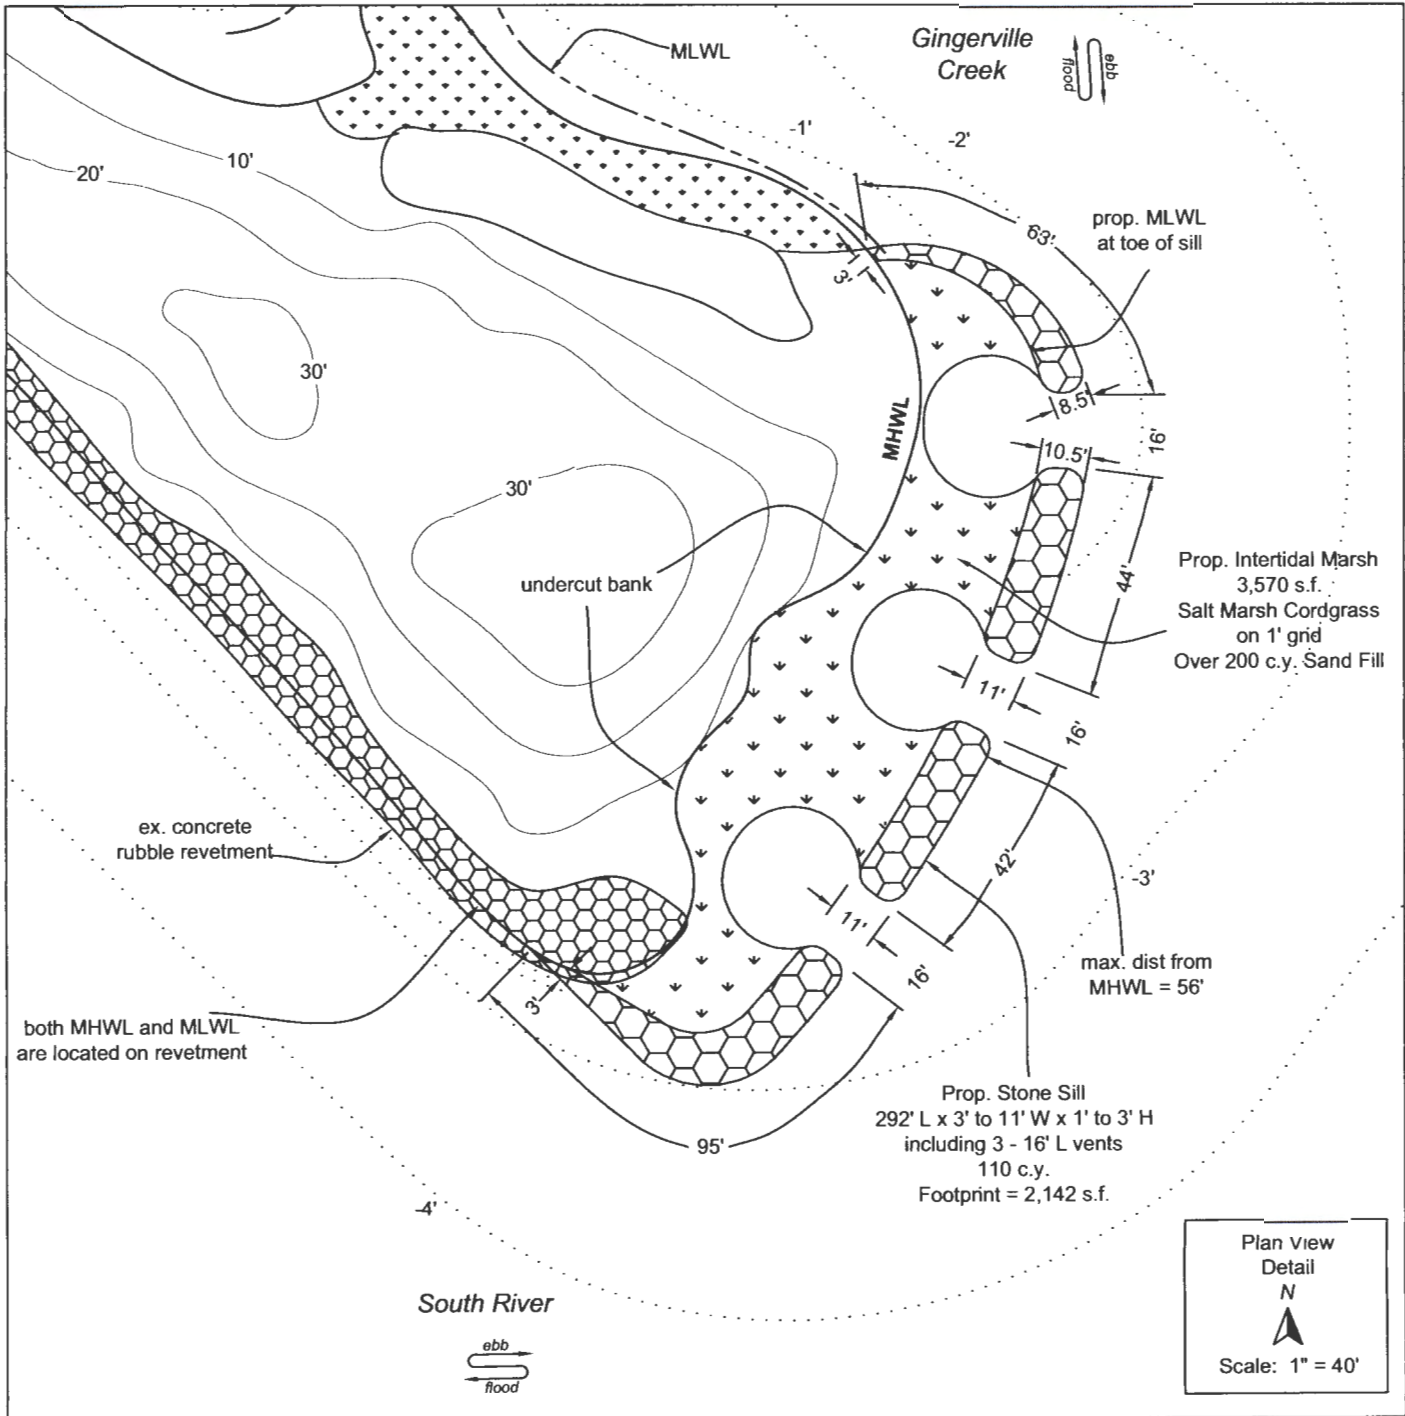 Gingerville
Creek
ebb
flood
MLWL
-1'
-2'
10'
20'
63'
prop. MLWL
at toe of sill
3'
30'
8.5'
MHWL
10.5'
16'
30'
undercut bank
Prop. Intertidal Marsh
3,570 s.f.
Salt Marsh Cordgrass
on 1' grid
Over 200 c.y. Sand Fill
44'
11'
16'
ex. concrete
rubble revetment
42'
-3'
11'
max. dist from
MHWL = 56'
16'
3'
both MHWL and MLWL
are located on revetment
Prop. Stone Sill
292' L x 3' to 11' W x 1' to 3' H
including 3 - 16' L vents
110 c.y.
Footprint = 2,142 s.f.
95'
-4'
South River
ebb
flood
Plan View
Detail
N
Scale: 1" = 40'